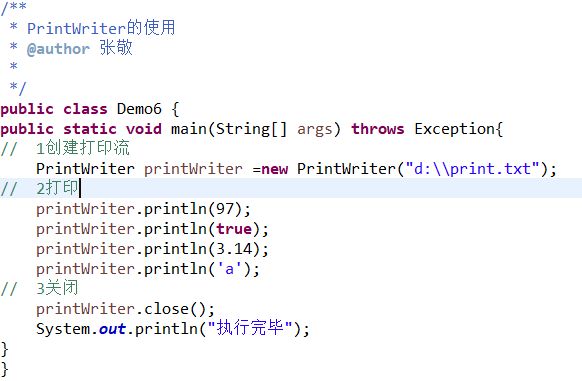 /**
 * PrintWriter的使用
 * @author 张敬
 *
 */
public class Demo6 {
public static void main(String[] args) throws Exception{
//  1创建打印流
    PrintWriter printWriter =new PrintWriter("d:\\print.txt");
//  2打印
    printWriter.println(97);
    printWriter.println(true);
    printWriter.println(3.14);
    printWriter.println('a');
//  3关闭
    printWriter.close();
    System.out.println("执行完毕");
}
}